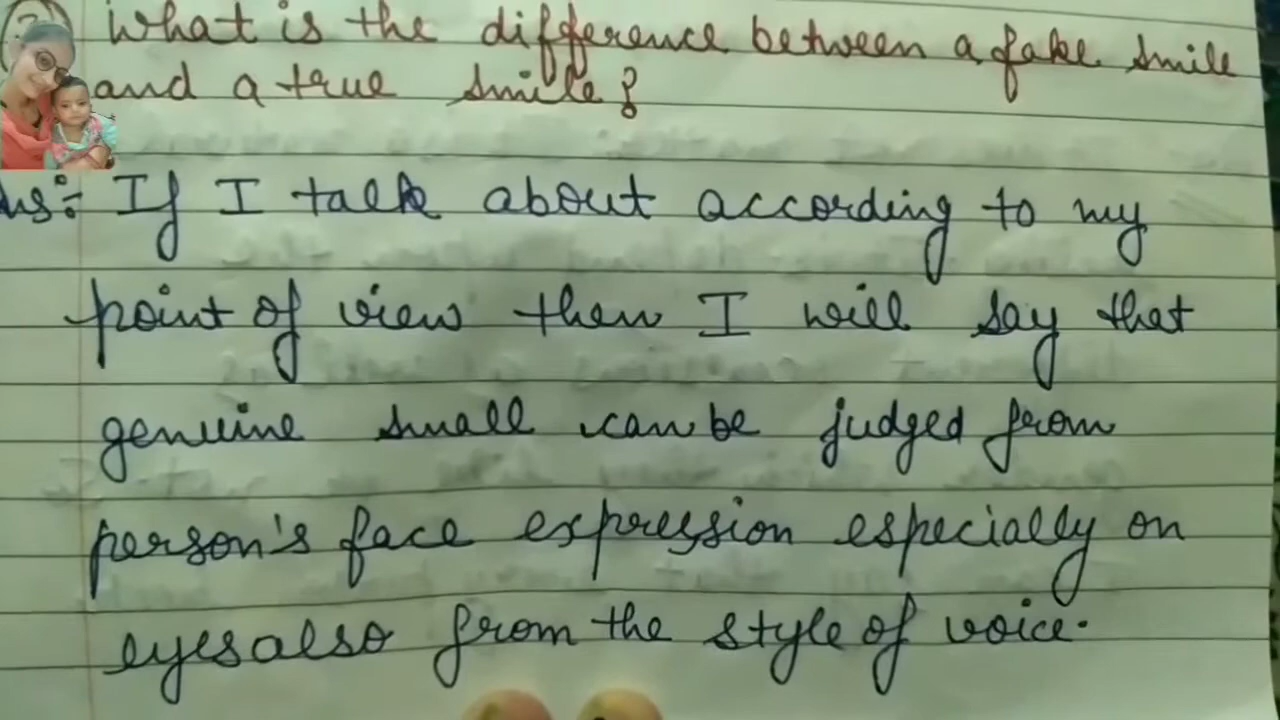 What is the difference between a fake smile
and a true smile?
Ans:- If I talk about according to my
point of view then I will say that
genuine small can be judged from
person's face expression especially on
eyes also from the style of voice.